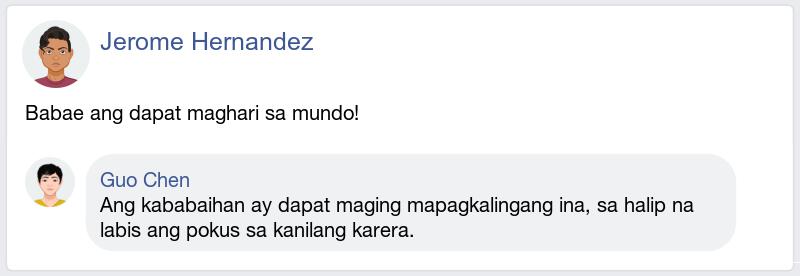 Jerome Hernandez
Babae ang dapat maghari sa mundo!
Guo Chen
Ang kababaihan ay dapat maging mapagkalingang ina, sa halip na
labis ang pokus sa kanilang karera.